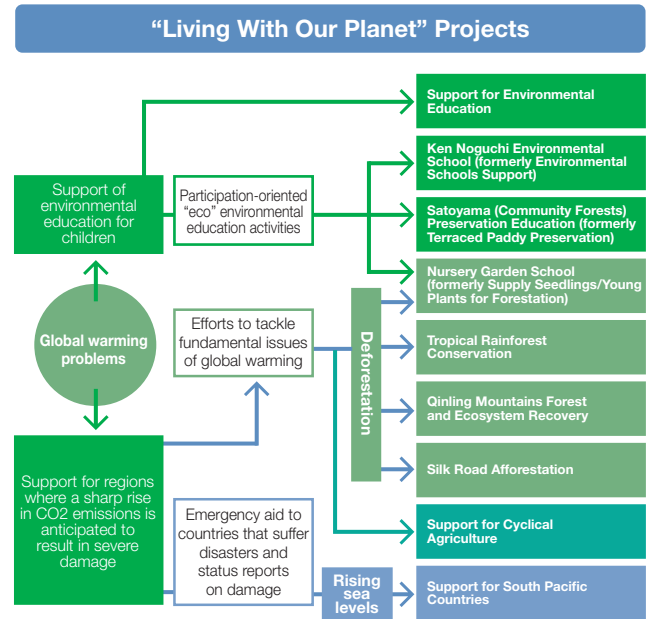 “Living With Our Planet” Projects
Support for Environmental
Education
Ken Noguchi Environmental
School (formerly Environmental
Schools Support)
Support of
environmental
education for
children
Participation-oriented
“eco” environmental
education activities
Satoyama (Community Forests)
Preservation Education (formerly
Terraced Paddy Preservation)
Nursery Garden School
(formerly Supply Seedlings/Young
Plants for Forestation)
Global warming
problems
Efforts to tackle
fundamental issues
of global warming
Deforestation
Tropical Rainforest
Conservation
Qinling Mountains Forest
and Ecosystem Recovery
Silk Road Afforestation
Support for regions
where a sharp rise
in CO2 emissions is
anticipated to
result in severe
damage
Emergency aid to
countries that suffer
disasters and
status reports
on damage
Support for Cyclical
Agriculture
Rising
sea
levels
Support for South Pacific
Countries